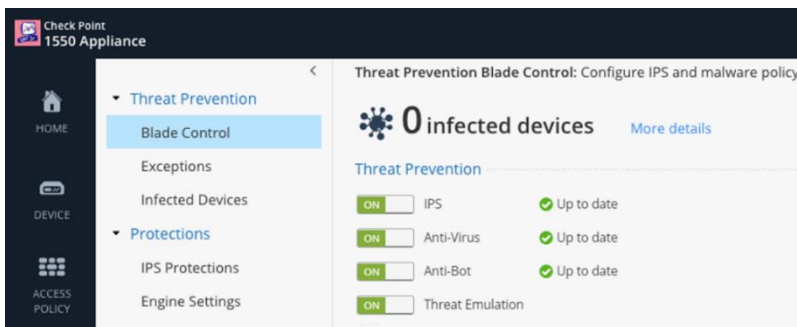 Check Point
1550 Appliance
HOME
DEVICE
ACCESS
POLICY
<
Threat Prevention
Blade Control
Exceptions
Infected Devices
Protections
IPS Protections
Engine Settings
Threat Prevention Blade Control: Configure IPS and malware policy
0 infected devices More details
Threat Prevention
ON IPS Up to date
ON Anti-Virus Up to date
ON Anti-Bot Up to date
ON Threat Emulation